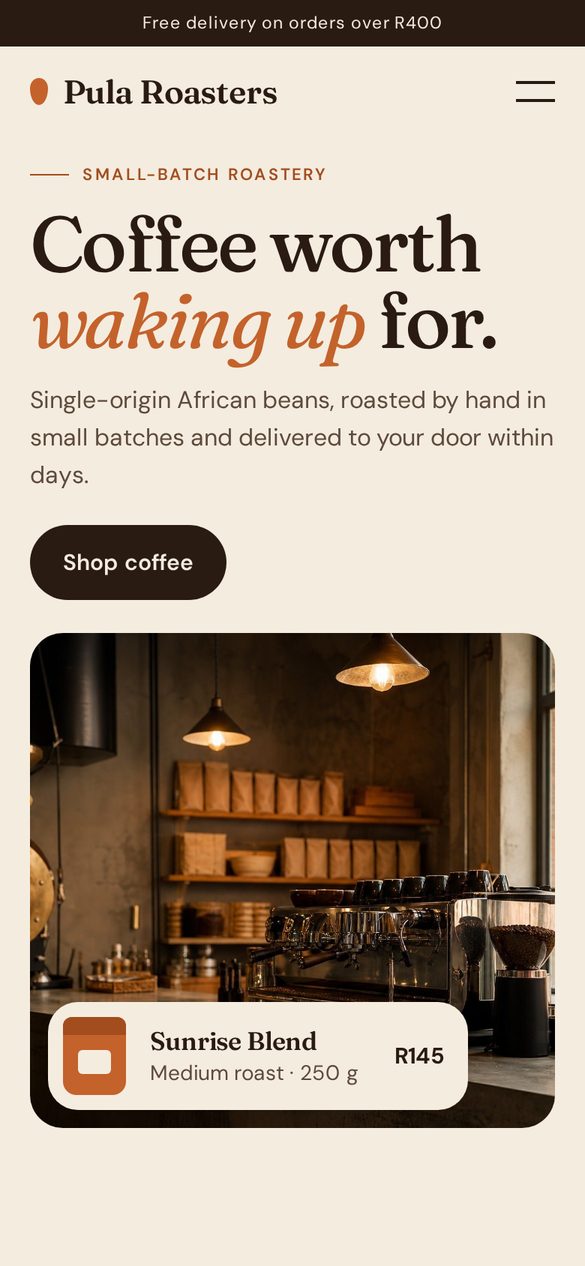 Free delivery on orders over R400
Pula Roasters
SMALL-BATCH ROASTERY
Coffee worth
waking up for.
Single-origin African beans, roasted by hand in
small batches and delivered to your door within
days.
Shop coffee
Sunrise Blend
Medium roast · 250 g
R145